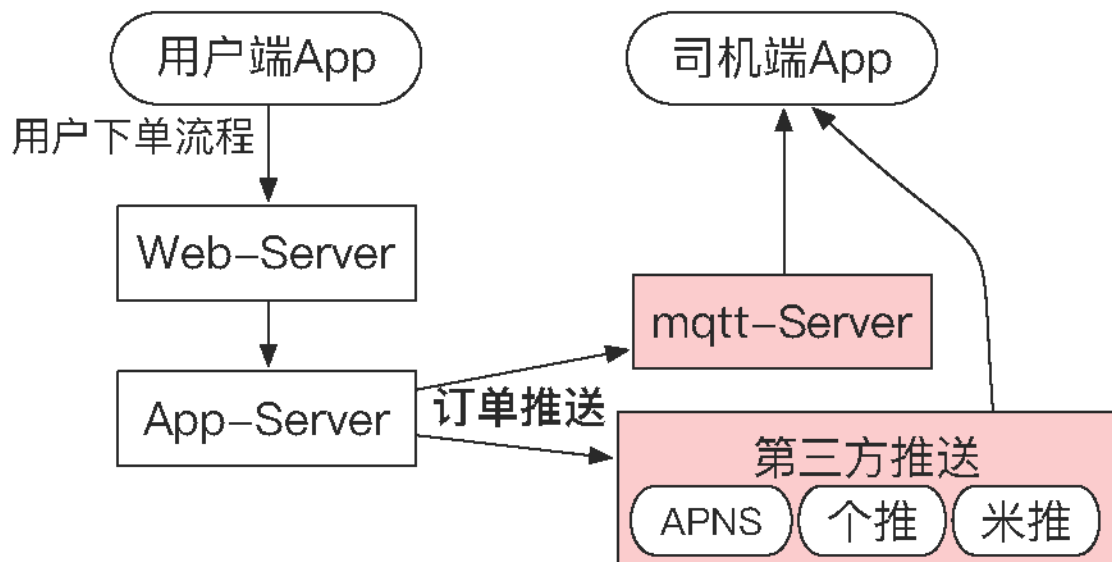 用户端App
司机端App
用户下单流程
Web-Server
mqtt-Server
App-Server
订单推送
第三方推送
APNS
个推
米推